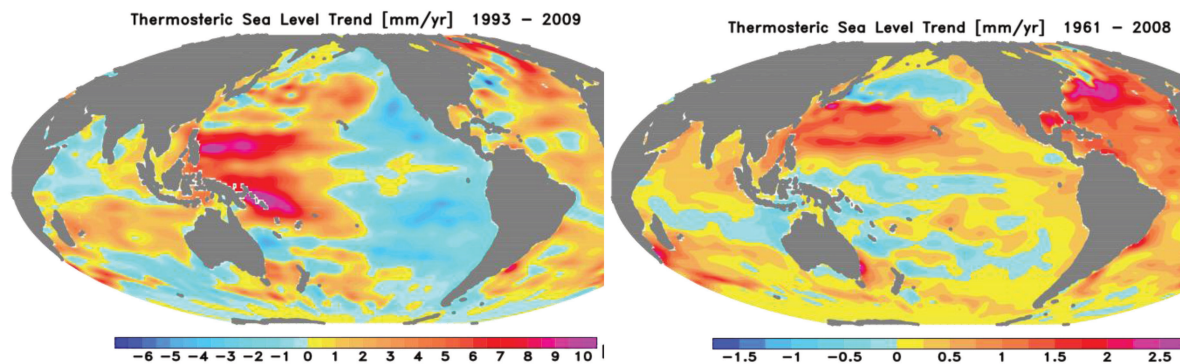 Thermosteric Sea Level Trend [mm/yr] 1993 – 2009
Thermosteric Sea Level Trend [mm/yr] 1961 – 2008
−6 −5 −4 −3 −2 −1 0 1 2 3 4 5 6 7 8 9 10
−1.5 −1 −0.5 0 0.5 1 1.5 2 2.5